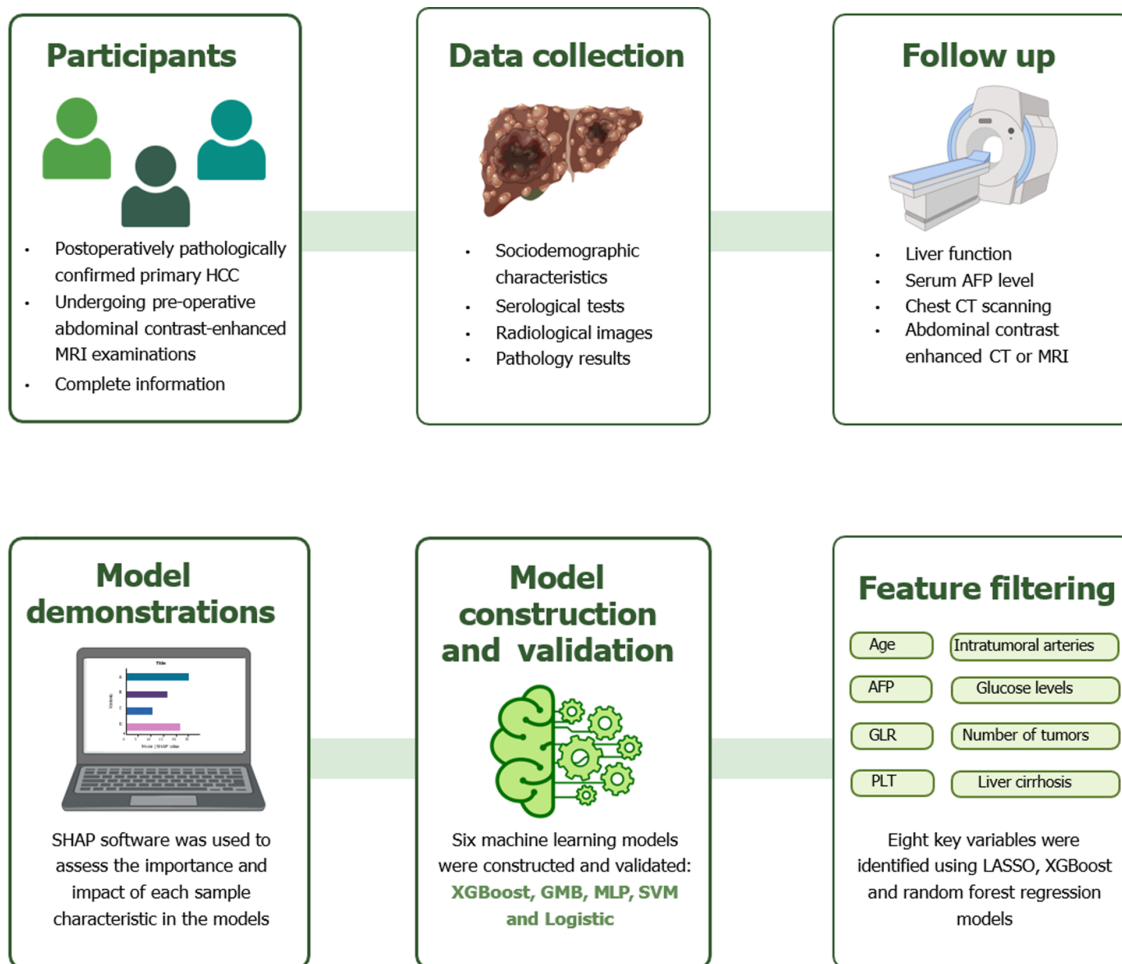 Participants
• Postoperatively pathologically
confirmed primary HCC
• Undergoing pre-operative
abdominal contrast-enhanced
MRI examinations
• Complete information
Data collection
• Sociodemographic
characteristics
• Serological tests
• Radiological images
• Pathology results
Follow up
• Liver function
• Serum AFP level
• Chest CT scanning
• Abdominal contrast
enhanced CT or MRI
Model
demonstrations
Title
A
B
C
SHAP software was used to
assess the importance and
impact of each sample
characteristic in the models
Model
construction
and validation
Six machine learning models
were constructed and validated:
XGBoost, GMB, MLP, SVM
and Logistic
Feature filtering
Age
Intratumoral arteries
AFP
Glucose levels
GLR
Number of tumors
PLT
Liver cirrhosis
Eight key variables were
identified using LASSO, XGBoost
and random forest regression
models